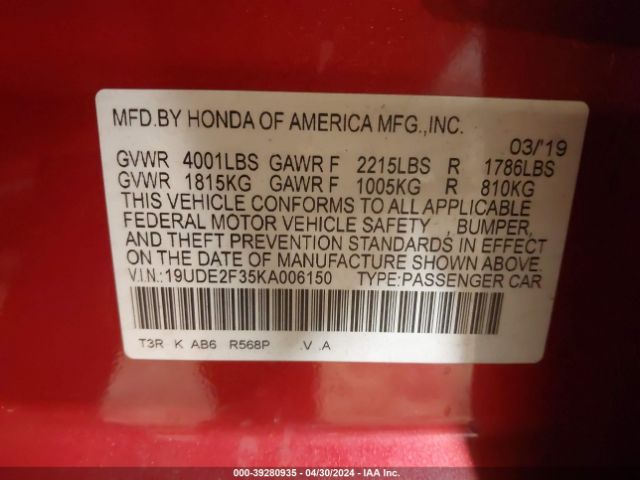 MFD.BY HONDA OF AMERICA MFG.,INC.
03/'19
GVWR 4001LBS GAWR F 2215LBS R 1786LBS
GVWR 1815KG GAWR F 1005KG R 810KG
THIS VEHICLE CONFORMS TO ALL APPLICABLE
FEDERAL MOTOR VEHICLE SAFETY , BUMPER,
AND THEFT PREVENTION STANDARDS IN EFFECT
ON THE DATE OF MANUFACTURE SHOWN ABOVE.
V.I.N.: 19UDE2F35KA006150 TYPE:PASSENGER CAR
T3R K AB6 R568P .V .A
000-39280935 - 04/30/2024 - IAA Inc.